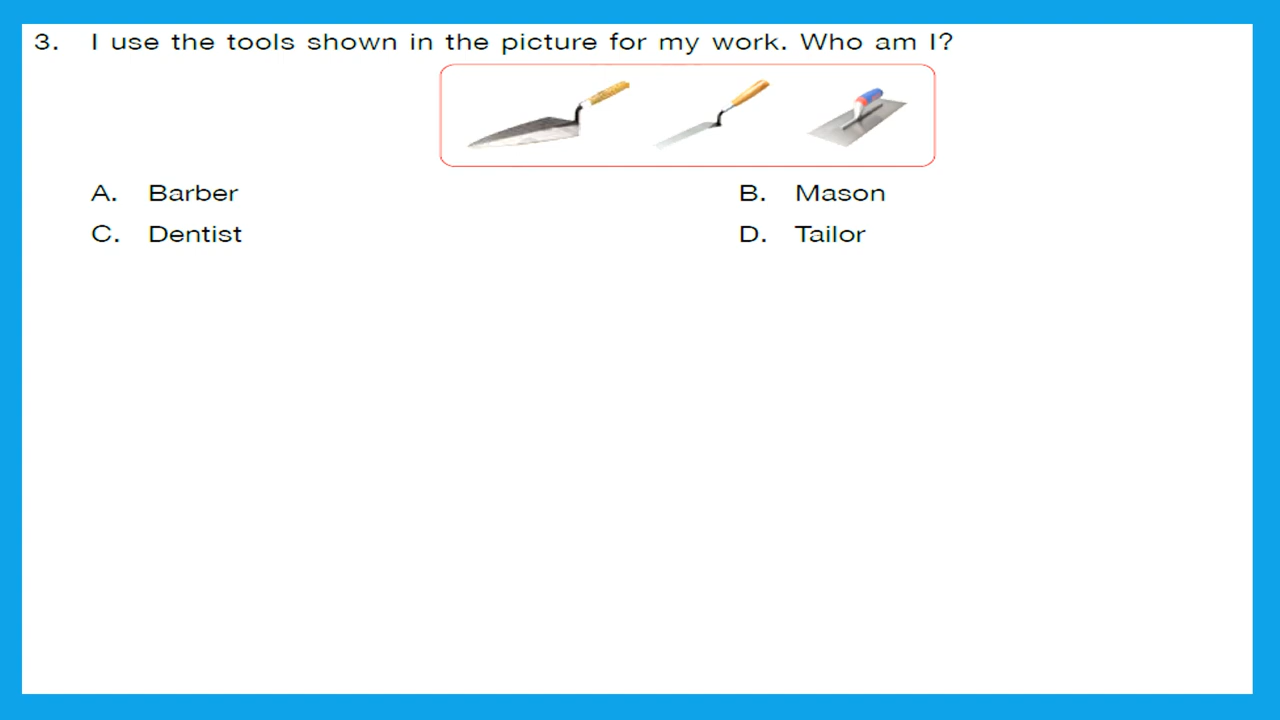 3. I use the tools shown in the picture for my work. Who am I?
A. Barber
B. Mason
C. Dentist
D. Tailor